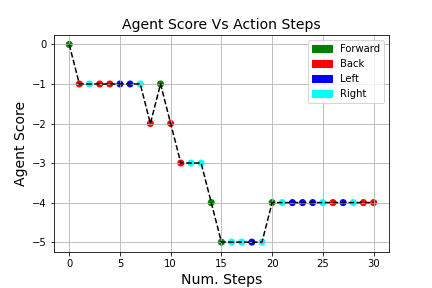 Agent Score Vs Action Steps
Forward
Back
Left
Right
0
−1
−2
−3
−4
−5
Agent Score
0 5 10 15 20 25 30
Num. Steps